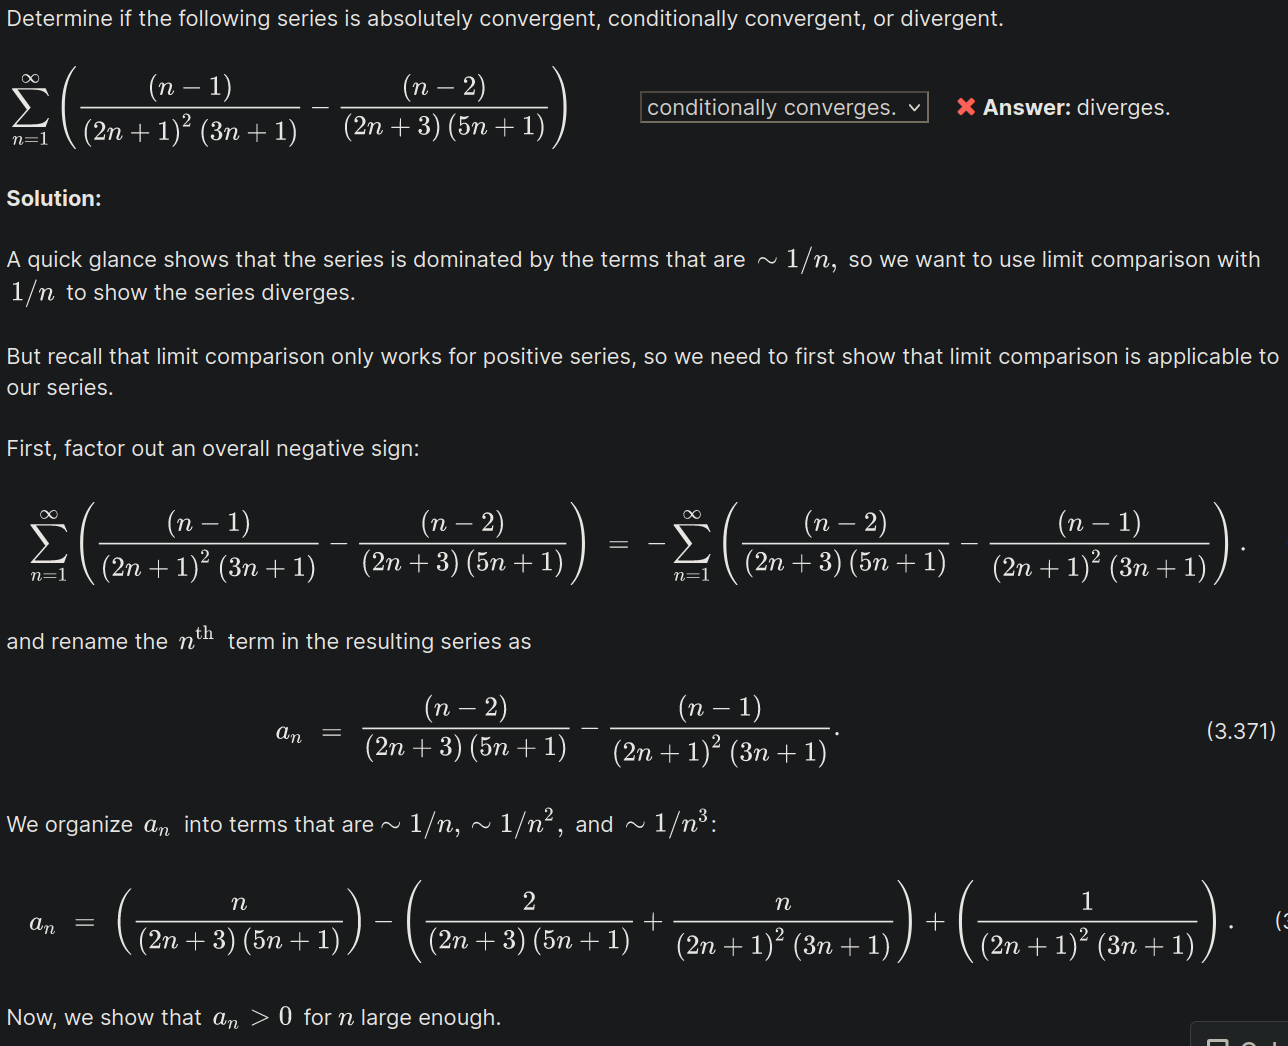 Determine if the following series is absolutely convergent, conditionally convergent, or divergent.
$\sum_{n=1}^{\infty} \left( \frac{(n-1)}{(2n+1)^2 (3n+1)} - \frac{(n-2)}{(2n+3)(5n+1)} \right)$ conditionally converges. ❌ Answer: diverges.
Solution:
A quick glance shows that the series is dominated by the terms that are $\sim 1/n,$ so we want to use limit comparison with
$1/n$ to show the series diverges.
But recall that limit comparison only works for positive series, so we need to first show that limit comparison is applicable to
our series.
First, factor out an overall negative sign:
$\sum_{n=1}^{\infty} \left( \frac{(n-1)}{(2n+1)^2 (3n+1)} - \frac{(n-2)}{(2n+3)(5n+1)} \right) = -\sum_{n=1}^{\infty} \left( \frac{(n-2)}{(2n+3)(5n+1)} - \frac{(n-1)}{(2n+1)^2 (3n+1)} \right).$
and rename the $n^{\text{th}}$ term in the resulting series as
$a_n = \frac{(n-2)}{(2n+3)(5n+1)} - \frac{(n-1)}{(2n+1)^2 (3n+1)}.$ (3.371)
We organize $a_n$ into terms that are $\sim 1/n, \sim 1/n^2,$ and $\sim 1/n^3$:
$a_n = \left( \frac{n}{(2n+3)(5n+1)} \right) - \left( \frac{2}{(2n+3)(5n+1)} + \frac{n}{(2n+1)^2 (3n+1)} \right) + \left( \frac{1}{(2n+1)^2 (3n+1)} \right).$
Now, we show that $a_n > 0$ for $n$ large enough.